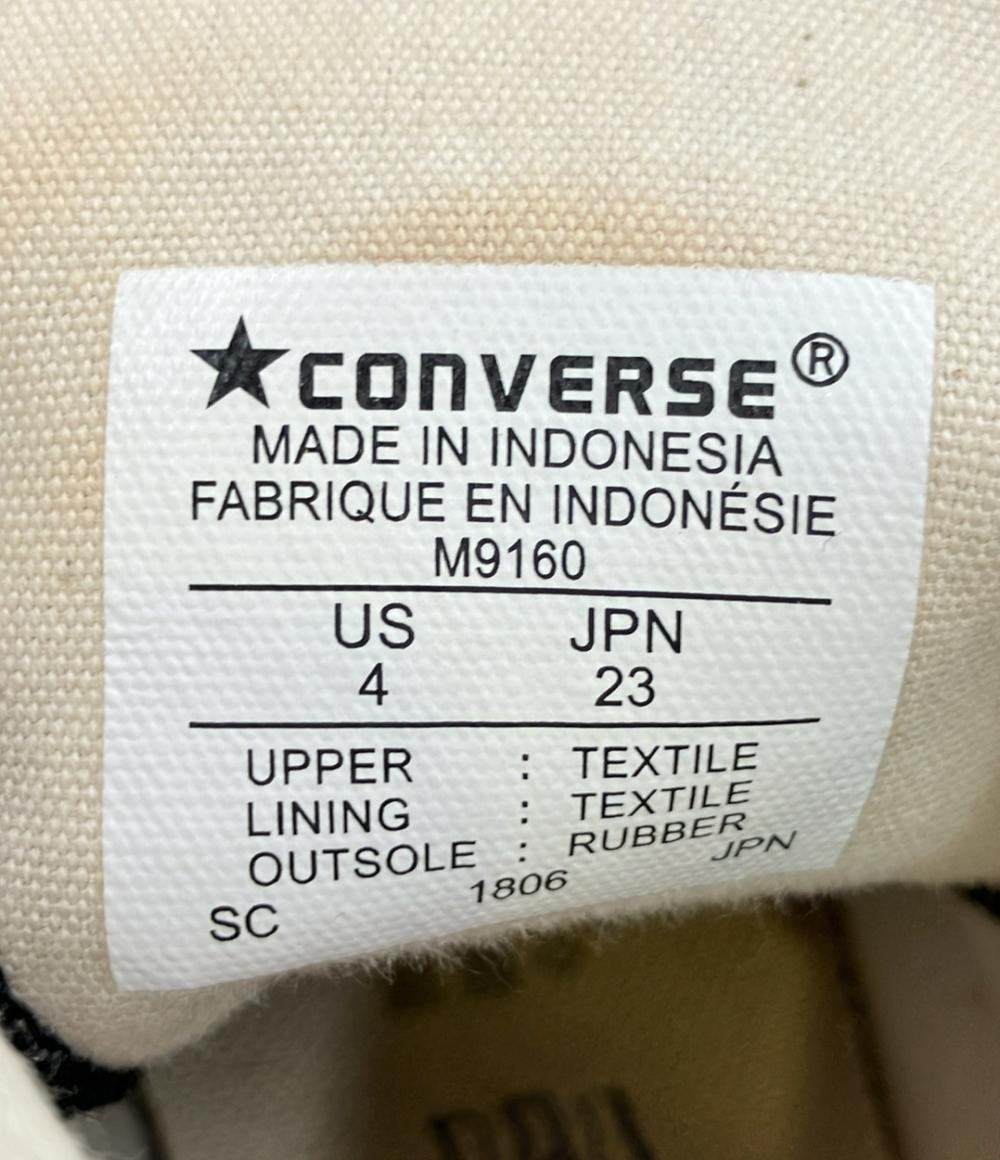 ★CONVERSE®
MADE IN INDONESIA
FABRIQUE EN INDONÉSIE
M9160
US JPN
4 23
UPPER : TEXTILE
LINING : TEXTILE
OUTSOLE : RUBBER
SC 1806 JPN